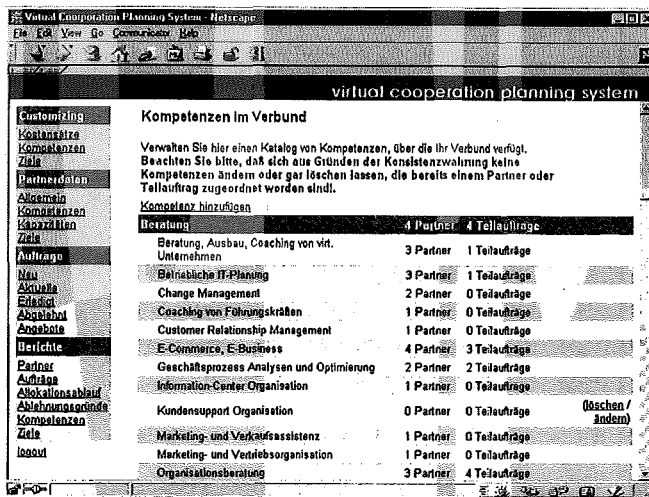 Virtual Cooperation Planning System - Netscape
File Edit View Go Communicator Help
virtual cooperation planning system
Customizing
Kostensätze
Kompetenzen
Ziele
Partnerdaten
Allgemein
Kompetenzen
Kapazitäten
Ziele
Aufträge
Neu
Aktuelle
Erledigt
Abgelehnt
Angebote
Berichte
Partner
Aufträge
Allokationsablauf
Ablehnungsgründe
Kompetenzen
Ziele
logout
Kompetenzen im Verbund
Verwalten Sie hier einen Katalog von Kompetenzen, über die Ihr Verbund verfügt.
Beachten Sie bitte, daß sich aus Gründen der Konsistenzwahrung keine
Kompetenzen ändern oder gar löschen lassen, die bereits einem Partner oder
Teilauftrag zugeordnet worden sind!.
Kompetenz hinzufügen
Beratung 4 Partner 4 Teilaufträge
Beratung, Ausbau, Coaching von virt.
Unternehmen 3 Partner 1 Teilaufträge
Betriebliche IT-Planung 3 Partner 1 Teilaufträge
Change Management 2 Partner 0 Teilaufträge
Coaching von Führungskräften 1 Partner 0 Teilaufträge
Customer Relationship Management 1 Partner 0 Teilaufträge
E-Commerce, E-Business 4 Partner 3 Teilaufträge
Geschäftsprozess Analysen und Optimierung 2 Partner 2 Teilaufträge
Information-Center Organisation 1 Partner 0 Teilaufträge
Kundensupport Organisation 0 Partner 0 Teilaufträge (löschen /
ändern)
Marketing- und Verkaufsassistenz 1 Partner 0 Teilaufträge
Marketing- und Vertriebsorganisation 1 Partner 0 Teilaufträge
Organisationsberatung 3 Partner 4 Teilaufträge